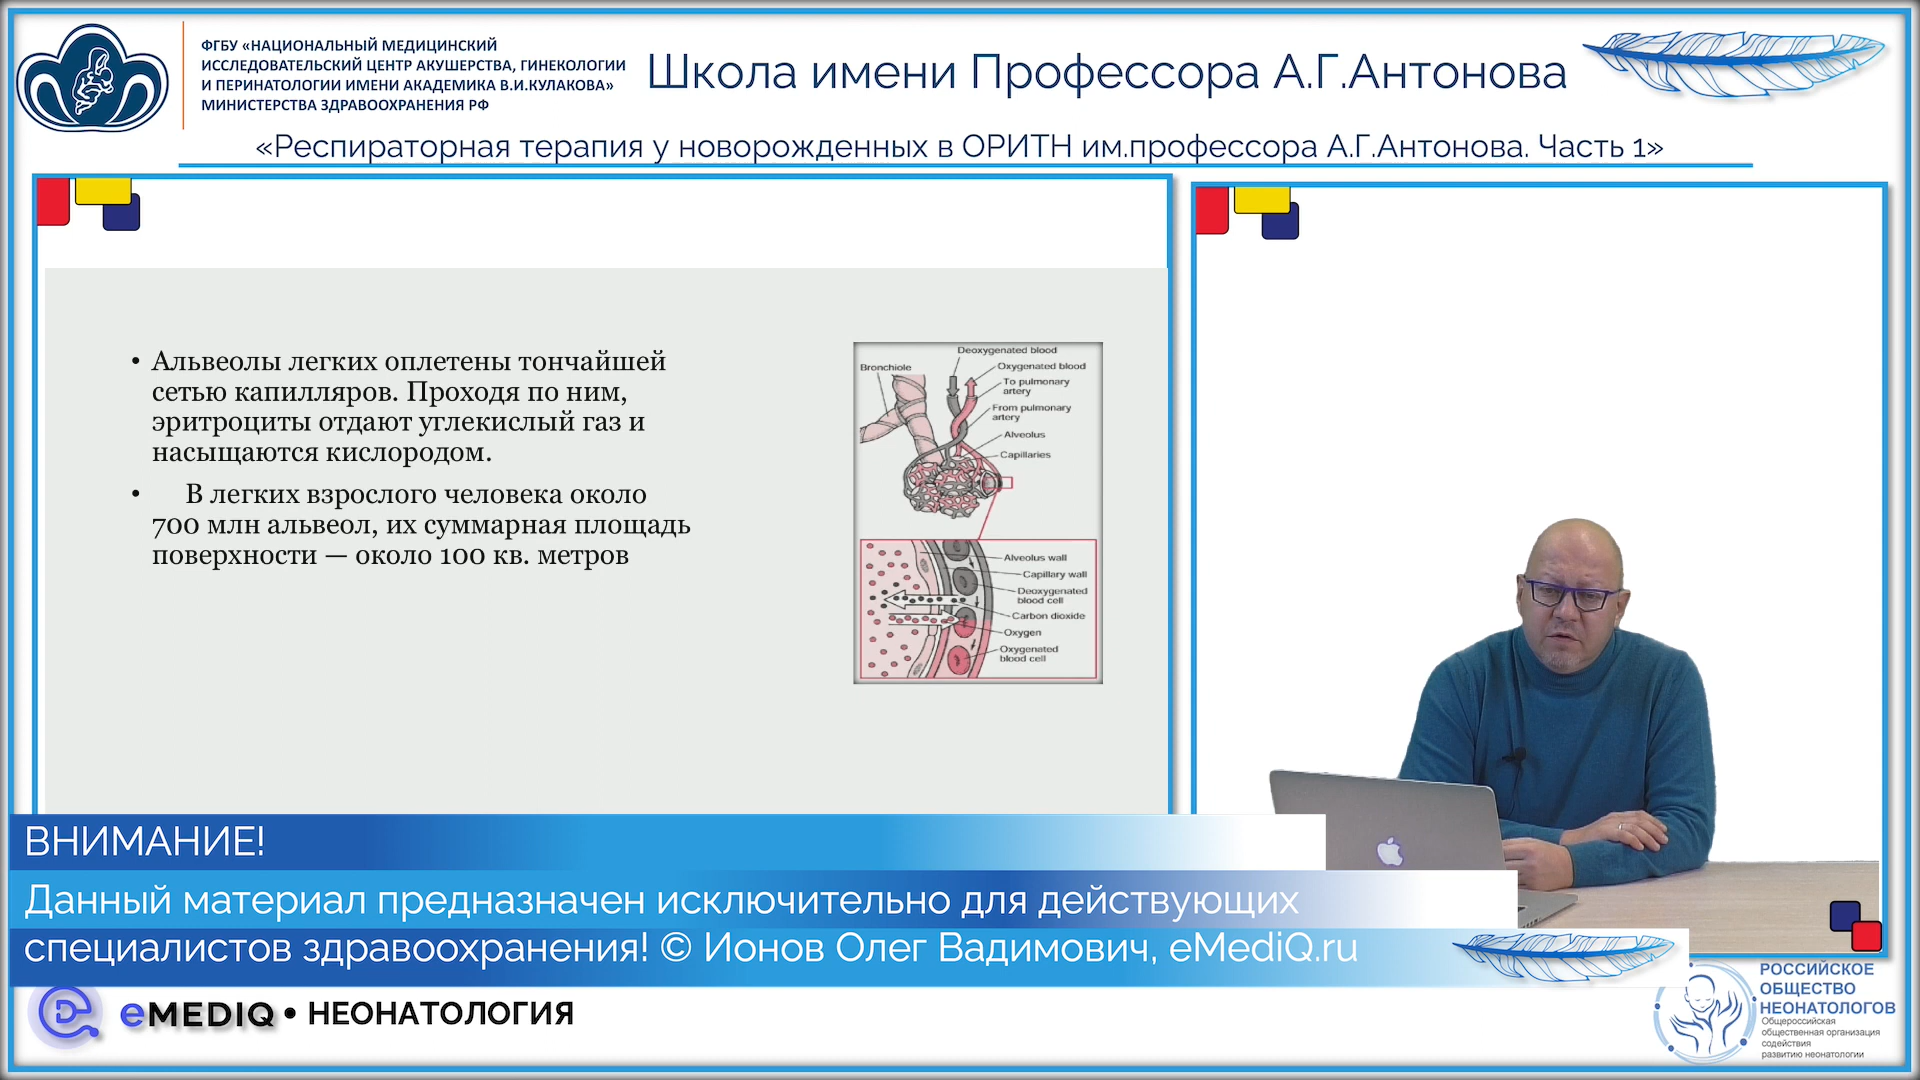 ФГБУ «НАЦИОНАЛЬНЫЙ МЕДИЦИНСКИЙ
ИССЛЕДОВАТЕЛЬСКИЙ ЦЕНТР АКУШЕРСТВА, ГИНЕКОЛОГИИ
И ПЕРИНАТОЛОГИИ ИМЕНИ АКАДЕМИКА В.И.КУЛАКОВА»
МИНИСТЕРСТВА ЗДРАВООХРАНЕНИЯ РФ
Школа имени Профессора А.Г.Антонова
«Респираторная терапия у новорожденных в ОРИТН им.профессора А.Г.Антонова. Часть 1»
• Альвеолы легких оплетены тончайшей
сетью капилляров. Проходя по ним,
эритроциты отдают углекислый газ и
насыщаются кислородом.
• В легких взрослого человека около
700 млн альвеол, их суммарная площадь
поверхности — около 100 кв. метров
Deoxygenated blood
Bronchiole
Oxygenated blood
To pulmonary
artery
From pulmonary
artery
Alveolus
Capillaries
Alveolus wall
Capillary wall
Deoxygenated
blood cell
Carbon dioxide
Oxygen
Oxygenated
blood cell
ВНИМАНИЕ!
Данный материал предназначен исключительно для действующих
специалистов здравоохранения! © Ионов Олег Вадимович, eMediQ.ru
eMEDIQ • НЕОНАТОЛОГИЯ
РОССИЙСКОЕ
ОБЩЕСТВО
НЕОНАТОЛОГОВ
Общероссийская
общественная организация
содействия
развитию неонатологии